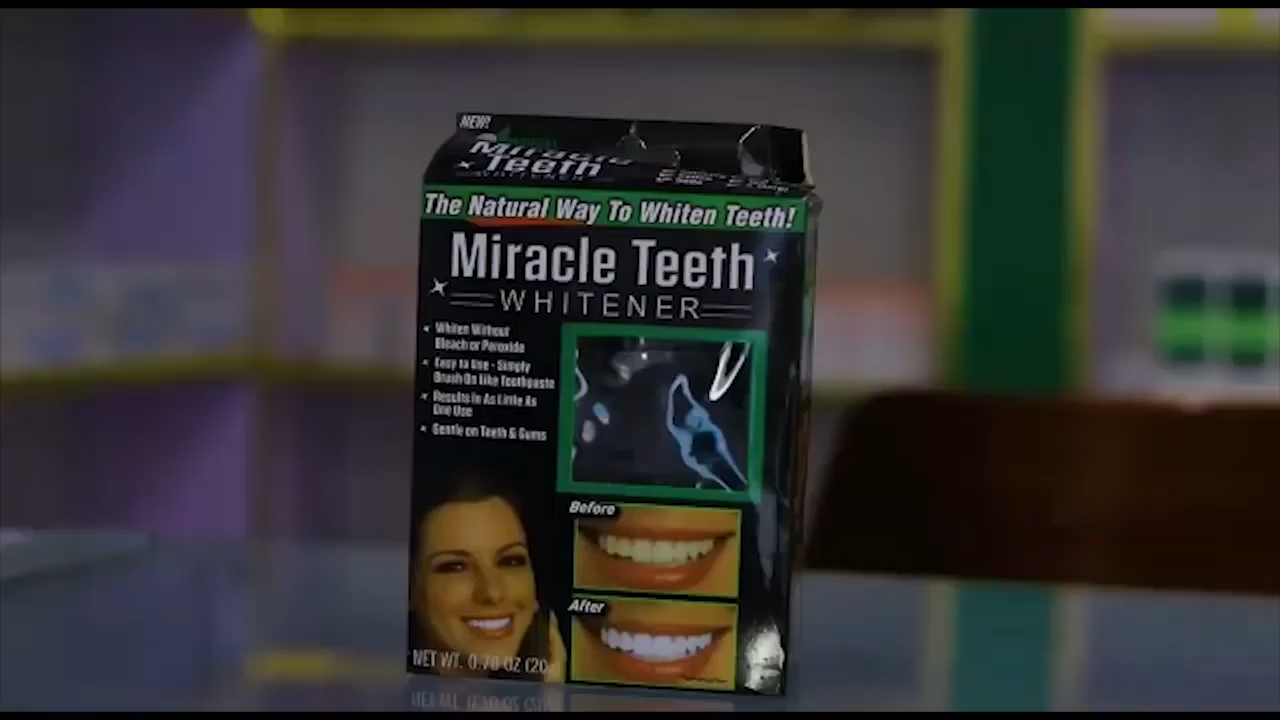 NEW!
Miracle
Teeth
WHITENER
The Natural Way To Whiten Teeth!
Miracle Teeth
WHITENER
Whiten Without
Bleach or Peroxide
Easy to Use - Simply
Brush On like Toothpaste
Results in As Little As
One Use
Gentle on Teeth & Gums
Before
After
NET WT. 0.70 OZ (20